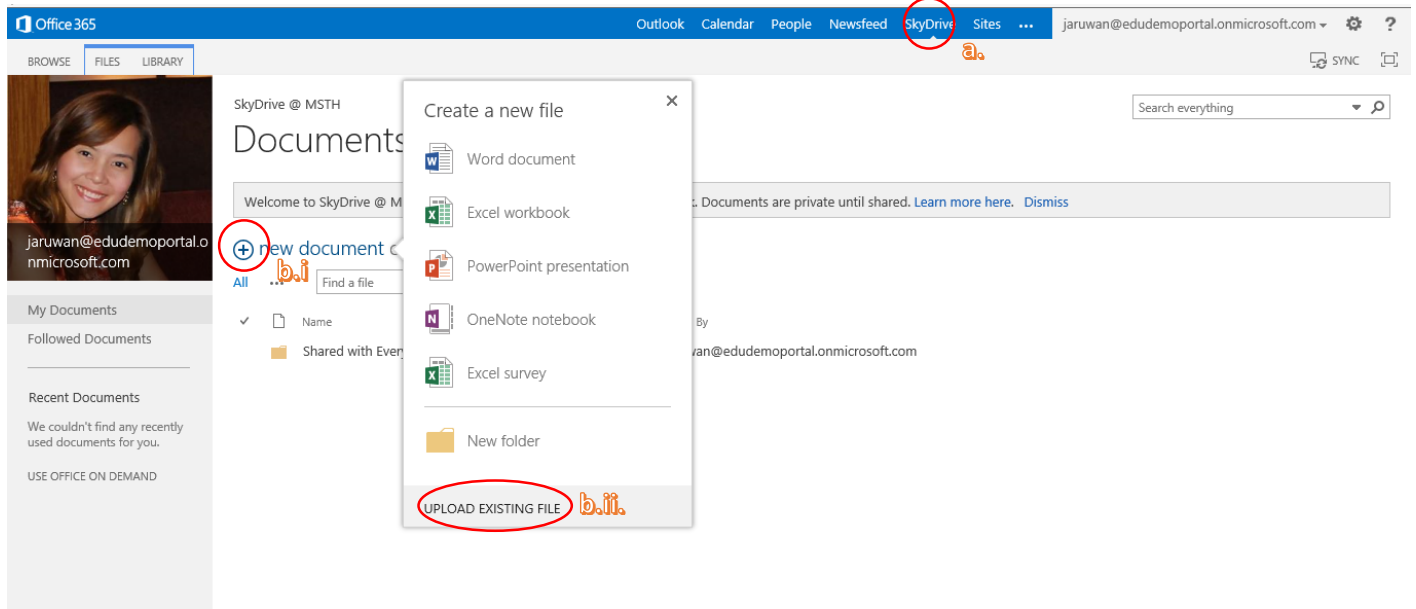 Office 365
Outlook Calendar People Newsfeed SkyDrive Sites ••• jaruwan@edudemoportal.onmicrosoft.com ?
a.
BROWSE FILES LIBRARY
SYNC
SkyDrive @ MSTH
Documents
Search everything
Welcome to SkyDrive @ M
. Documents are private until shared. Learn more here. Dismiss
jaruwan@edudemoportal.o
nmicrosoft.com
new document
b.i
All ••• Find a file
Name
By
Shared with Ever
@edudemoportal.onmicrosoft.com
My Documents
Followed Documents
Recent Documents
We couldn't find any recently
used documents for you.
USE OFFICE ON DEMAND
Create a new file
Word document
Excel workbook
PowerPoint presentation
OneNote notebook
Excel survey
New folder
UPLOAD EXISTING FILE
b.ii.